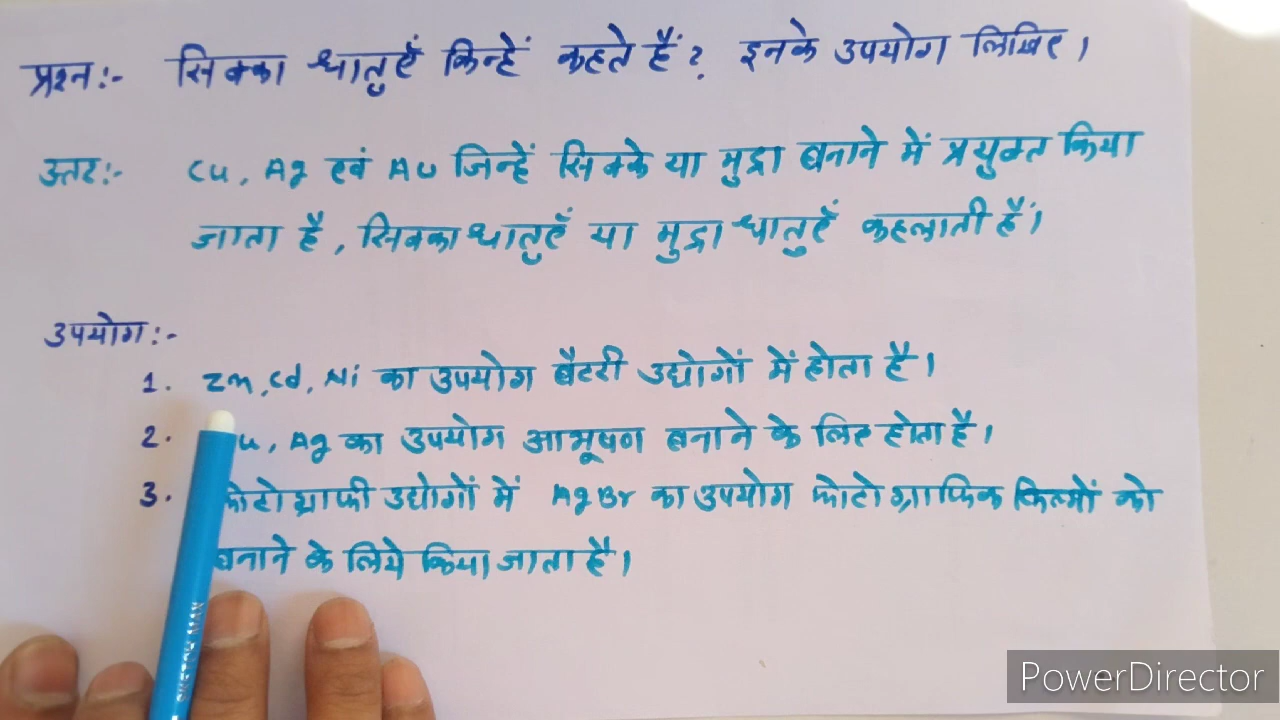 प्रश्न:- सिक्का धातुएँ किन्हें कहते हैं? इनके उपयोग लिखिए।
उत्तर:- Cu, Ag एवं Au जिन्हें सिक्के या मुद्रा बनाने में प्रयुक्त किया
जाता है, सिक्का धातुएँ या मुद्रा धातुएँ कहलाती हैं।
उपयोग:-
1. Zn, Cd, Ni का उपयोग बैटरी उद्योगों में होता है।
2. Ag का उपयोग आभूषण बनाने के लिए होता है।
3. फोटोग्राफी उद्योगों में AgBr का उपयोग फोटोग्राफिक फिल्मों को
बनाने के लिये किया जाता है।
PowerDirector